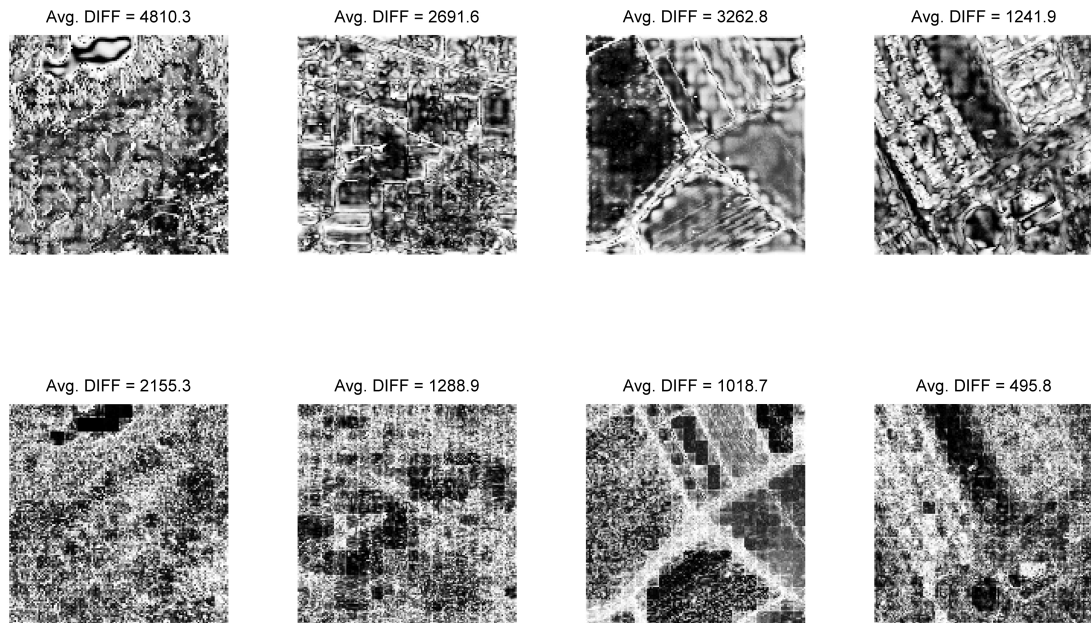 Avg. DIFF = 4810.3
Avg. DIFF = 2691.6
Avg. DIFF = 3262.8
Avg. DIFF = 1241.9
Avg. DIFF = 2155.3
Avg. DIFF = 1288.9
Avg. DIFF = 1018.7
Avg. DIFF = 495.8